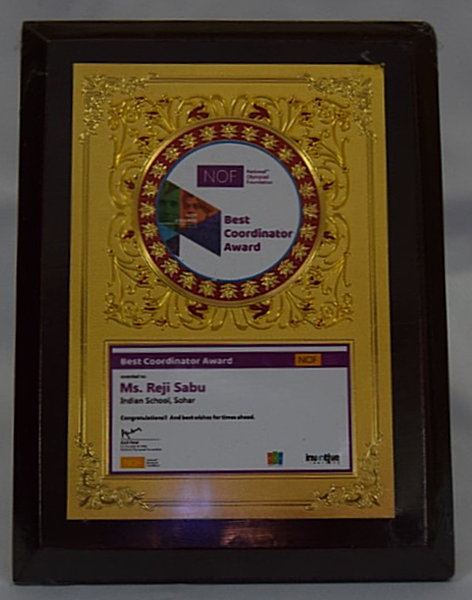 NOF
National
Olympiad
Foundation
Best
Coordinator
Award
Best Coordinator Award
NOF
awarded to:
Ms. Reji Sabu
Indian School, Sohar
Congratulations!! And best wishes for times ahead.